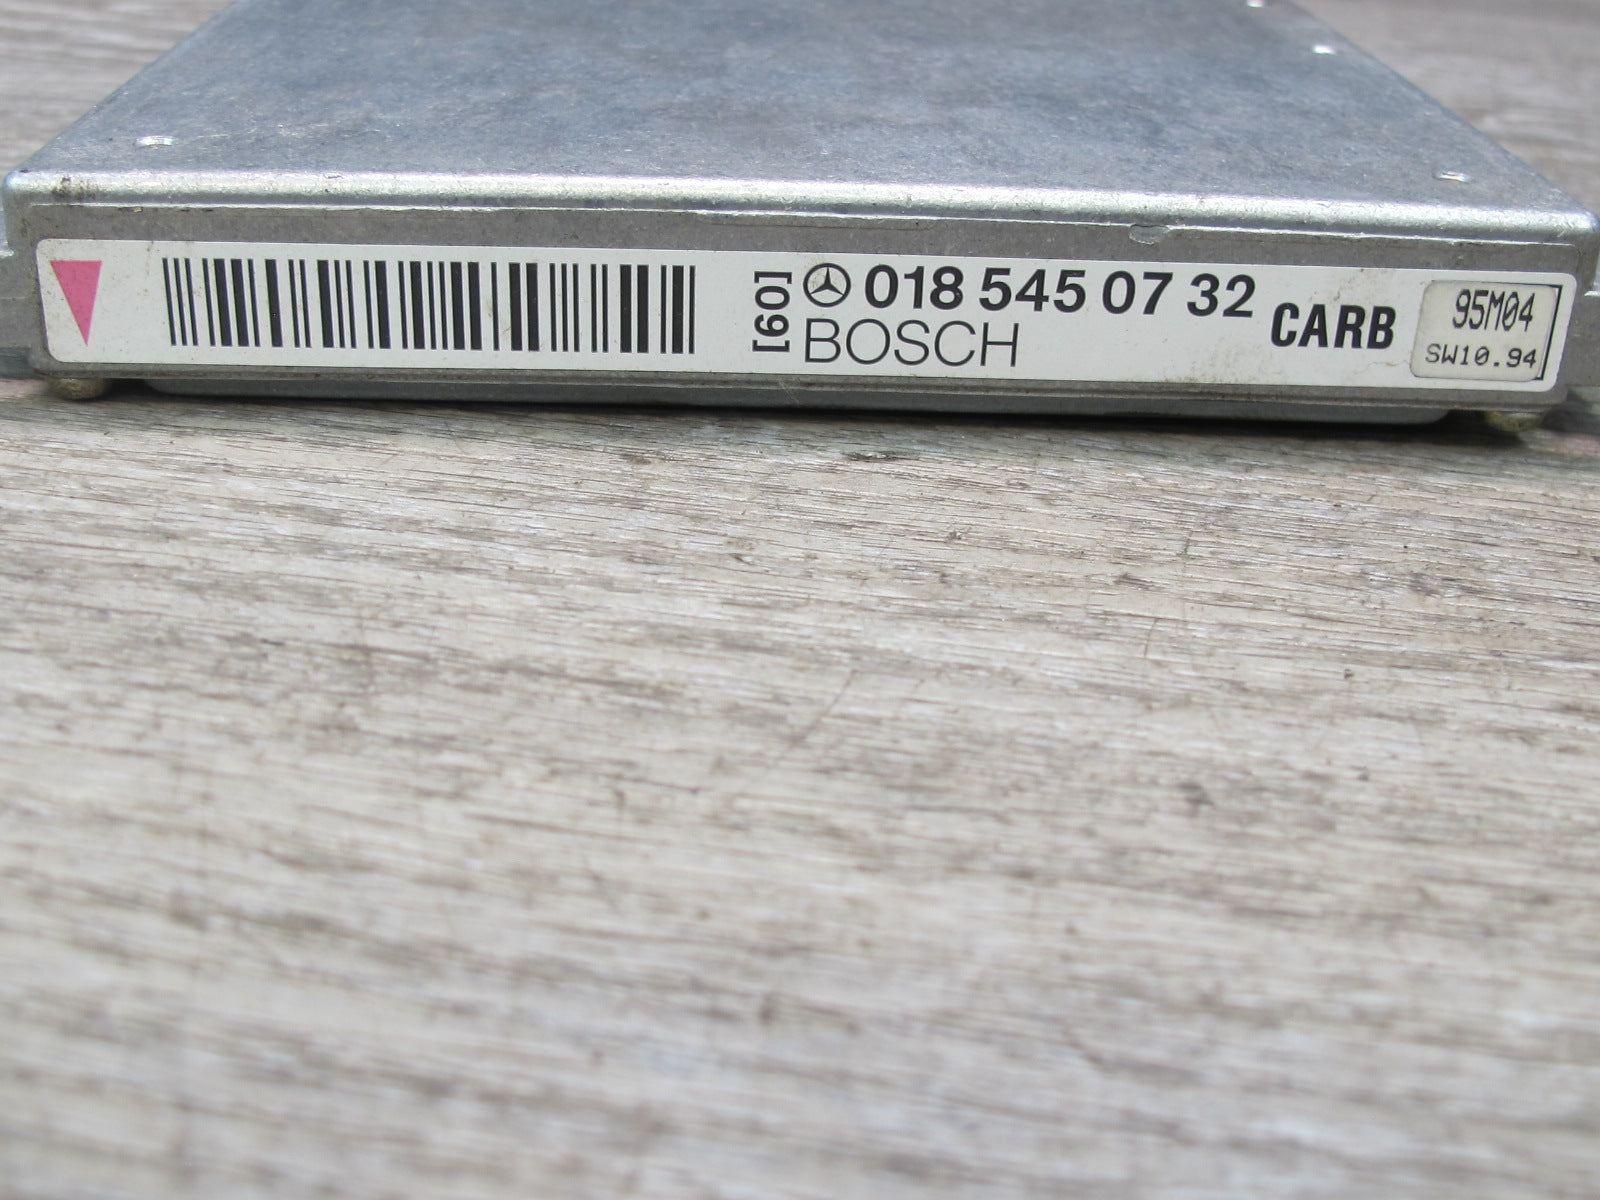 [60] 018 545 07 32
BOSCH
CARB
95M04
SW10.94